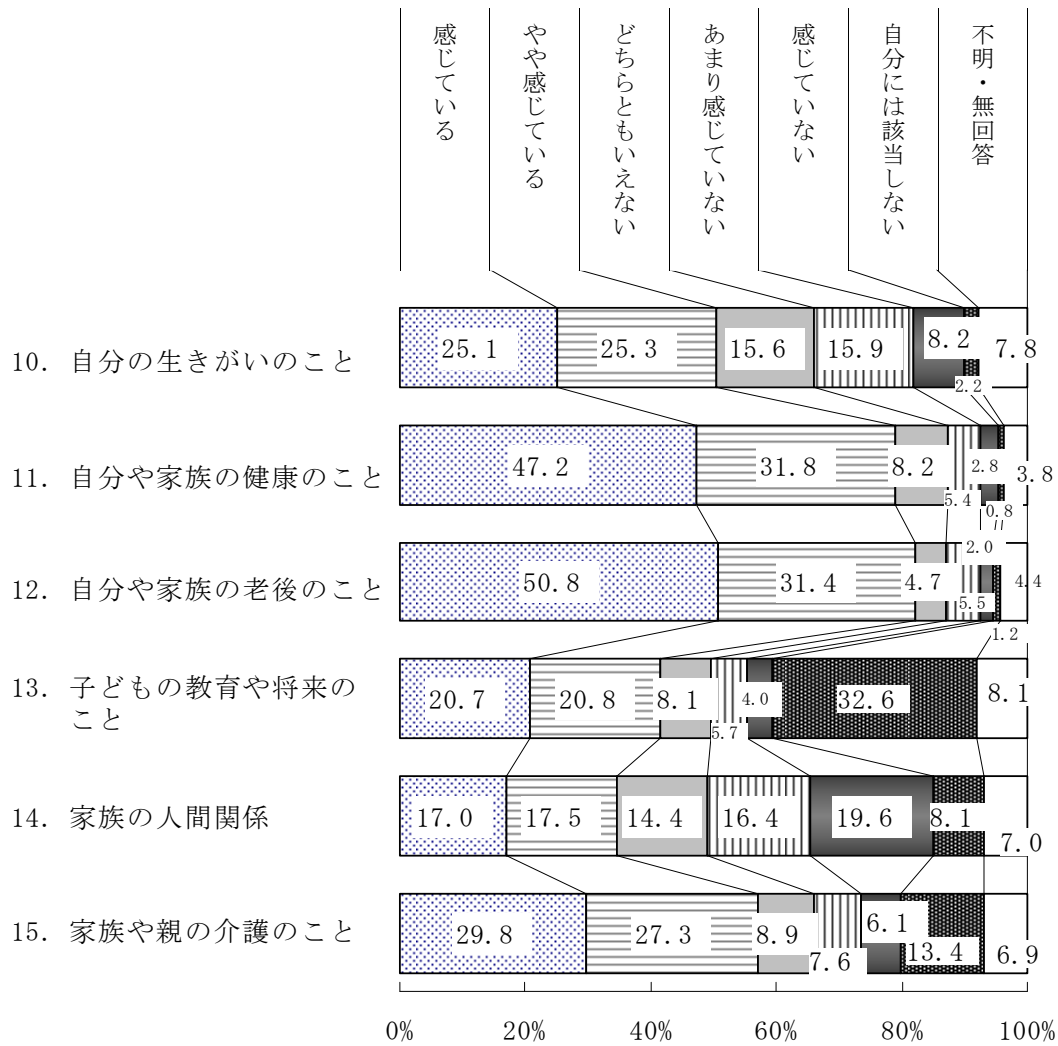 感じている
やや感じている
どちらともいえない
あまり感じていない
感じていない
自分には該当しない
不明・無回答
10. 自分の生きがいのこと
25.1
25.3
15.6
15.9
8.2
2.2
7.8
11. 自分や家族の健康のこと
47.2
31.8
8.2
5.4
2.8
0.8
3.8
12. 自分や家族の老後のこと
50.8
31.4
4.7
5.5
2.0
1.2
4.4
13. 子どもの教育や将来の
こと
20.7
20.8
8.1
5.7
4.0
32.6
8.1
14. 家族の人間関係
17.0
17.5
14.4
16.4
19.6
8.1
7.0
15. 家族や親の介護のこと
29.8
27.3
8.9
7.6
6.1
13.4
6.9
0% 20% 40% 60% 80% 100%